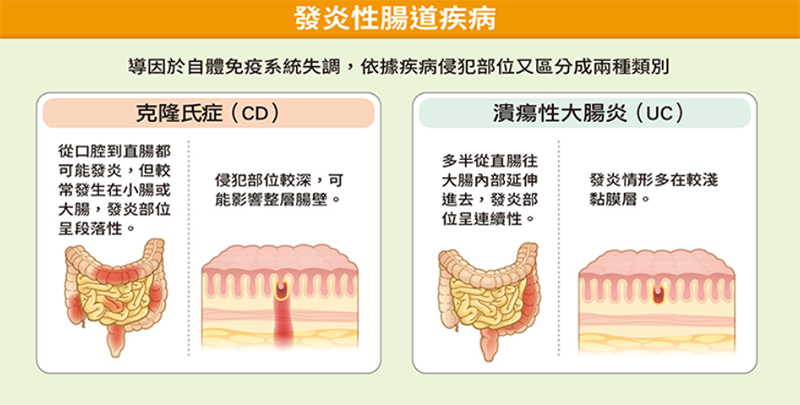 發炎性腸道疾病
導因於自體免疫系統失調，依據疾病侵犯部位又區分成兩種類別
克隆氏症（CD）
從口腔到直腸都
可能發炎，但較
常發生在小腸或
大腸，發炎部位
呈段落性。
侵犯部位較深，可
能影響整層腸壁。
潰瘍性大腸炎（UC）
多半從直腸往
大腸內部延伸
進去，發炎部
位呈連續性。
發炎情形多在較淺
黏膜層。